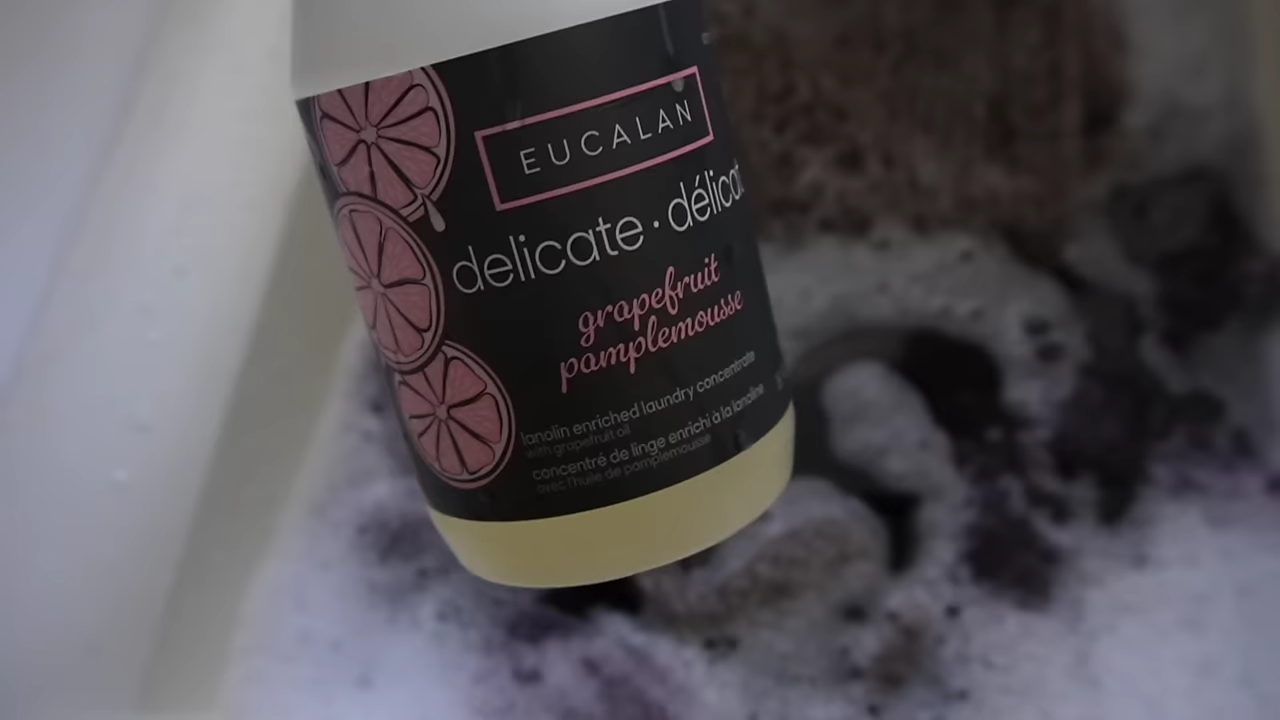 EUCALAN
delicate · délicat
grapefruit
pamplemousse
lanolin enriched laundry concentrate
with grapefruit oil
concentré de linge enrichi à la lanoline
avec l'huile de pamplemousse